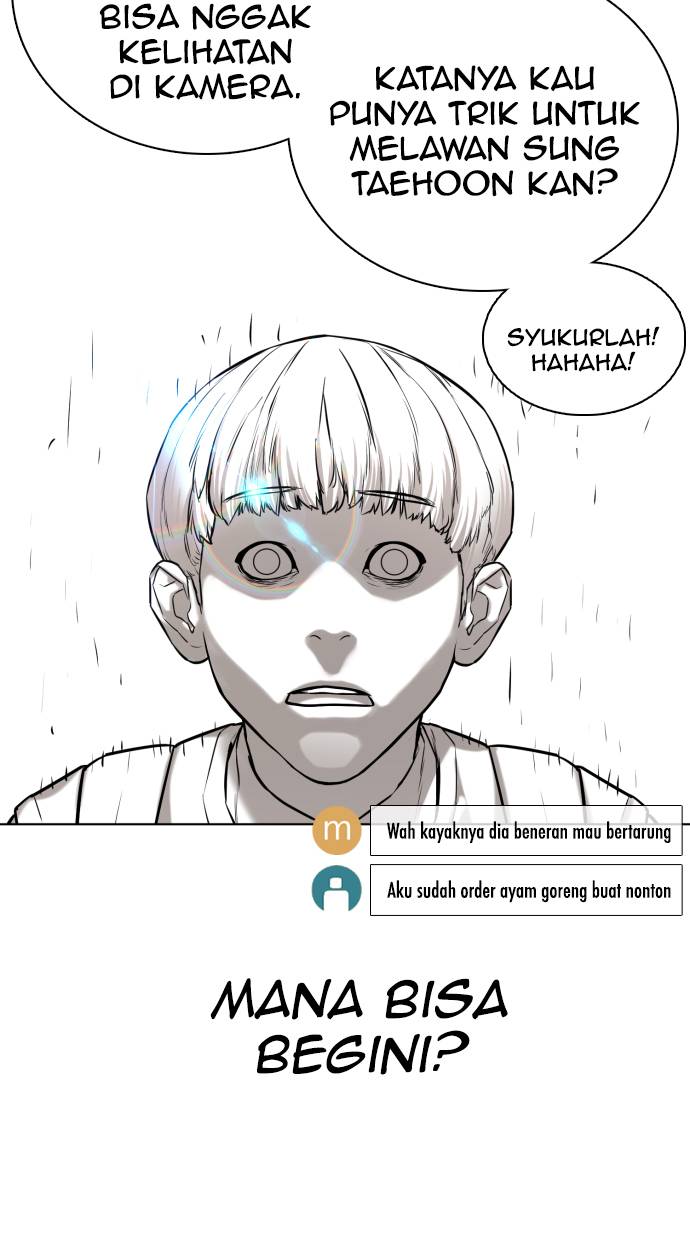 BISA NGGAK
KELIHATAN
DI KAMERA.
KATANYA KAU
PUNYA TRIK UNTUK
MELAWAN SUNG
TAEHOON KAN?
SYUKURLAH!
HAHAHA!
m
Wah kayaknya dia beneran mau bertarung
Aku sudah order ayam goreng buat nonton
MANA BISA
BEGINI?